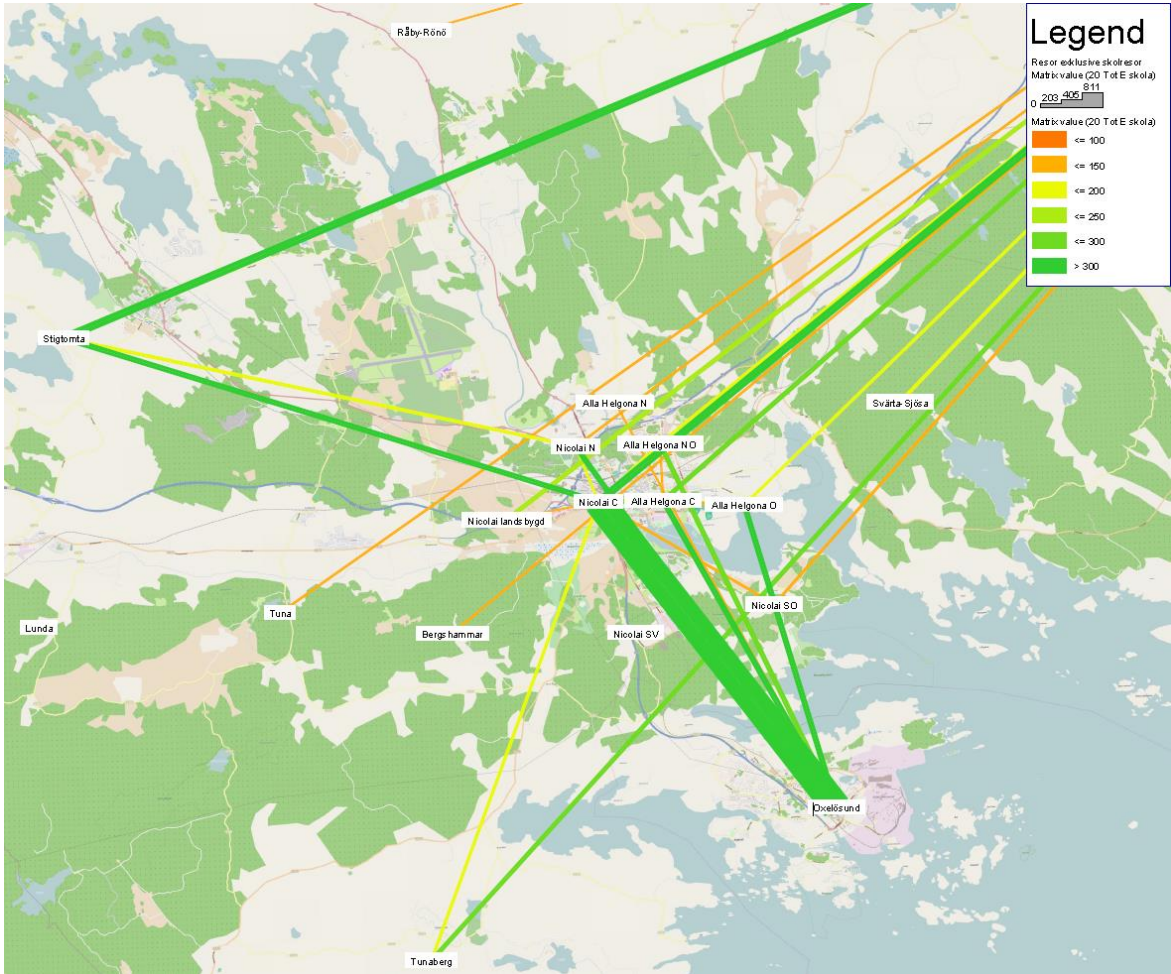 Råby-Rönö
Legend
Resor exklusive skolresor
Matrix value (20 Tot E skola)
0 203 405 811
Matrix value (20 Tot E skola)
<= 100
<= 150
<= 200
<= 250
<= 300
> 300
Stigtomta
Alla Helgona N
Svärta-Sjösa
Nicolai N
Alla Helgona NO
Nicolai C
Alla Helgona C
Alla Helgona O
Nicolai landsbygd
Tuna
Nicolai SO
Lunda
Bergshammar
Nicolai SV
Oxelösund
Tunaberg